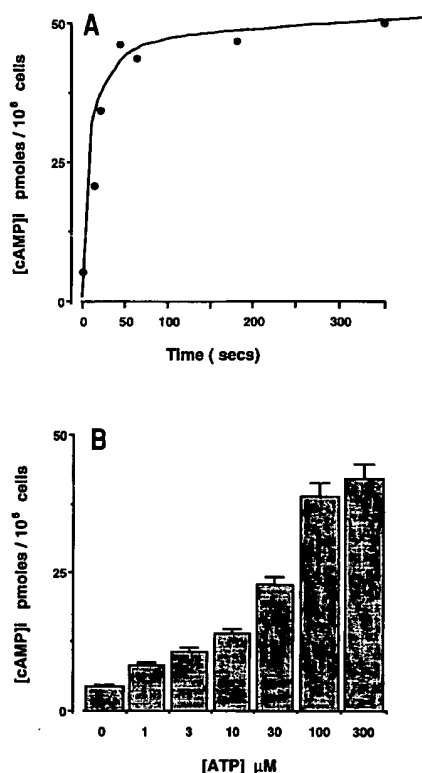 A
50
25
0
[cAMP]i pmoles / 10⁶ cells
0 50 100 200 300
Time ( secs)
B
50
25
0
[cAMP]i pmoles / 10⁶ cells
0 1 3 10 30 100 300
[ATP] µM